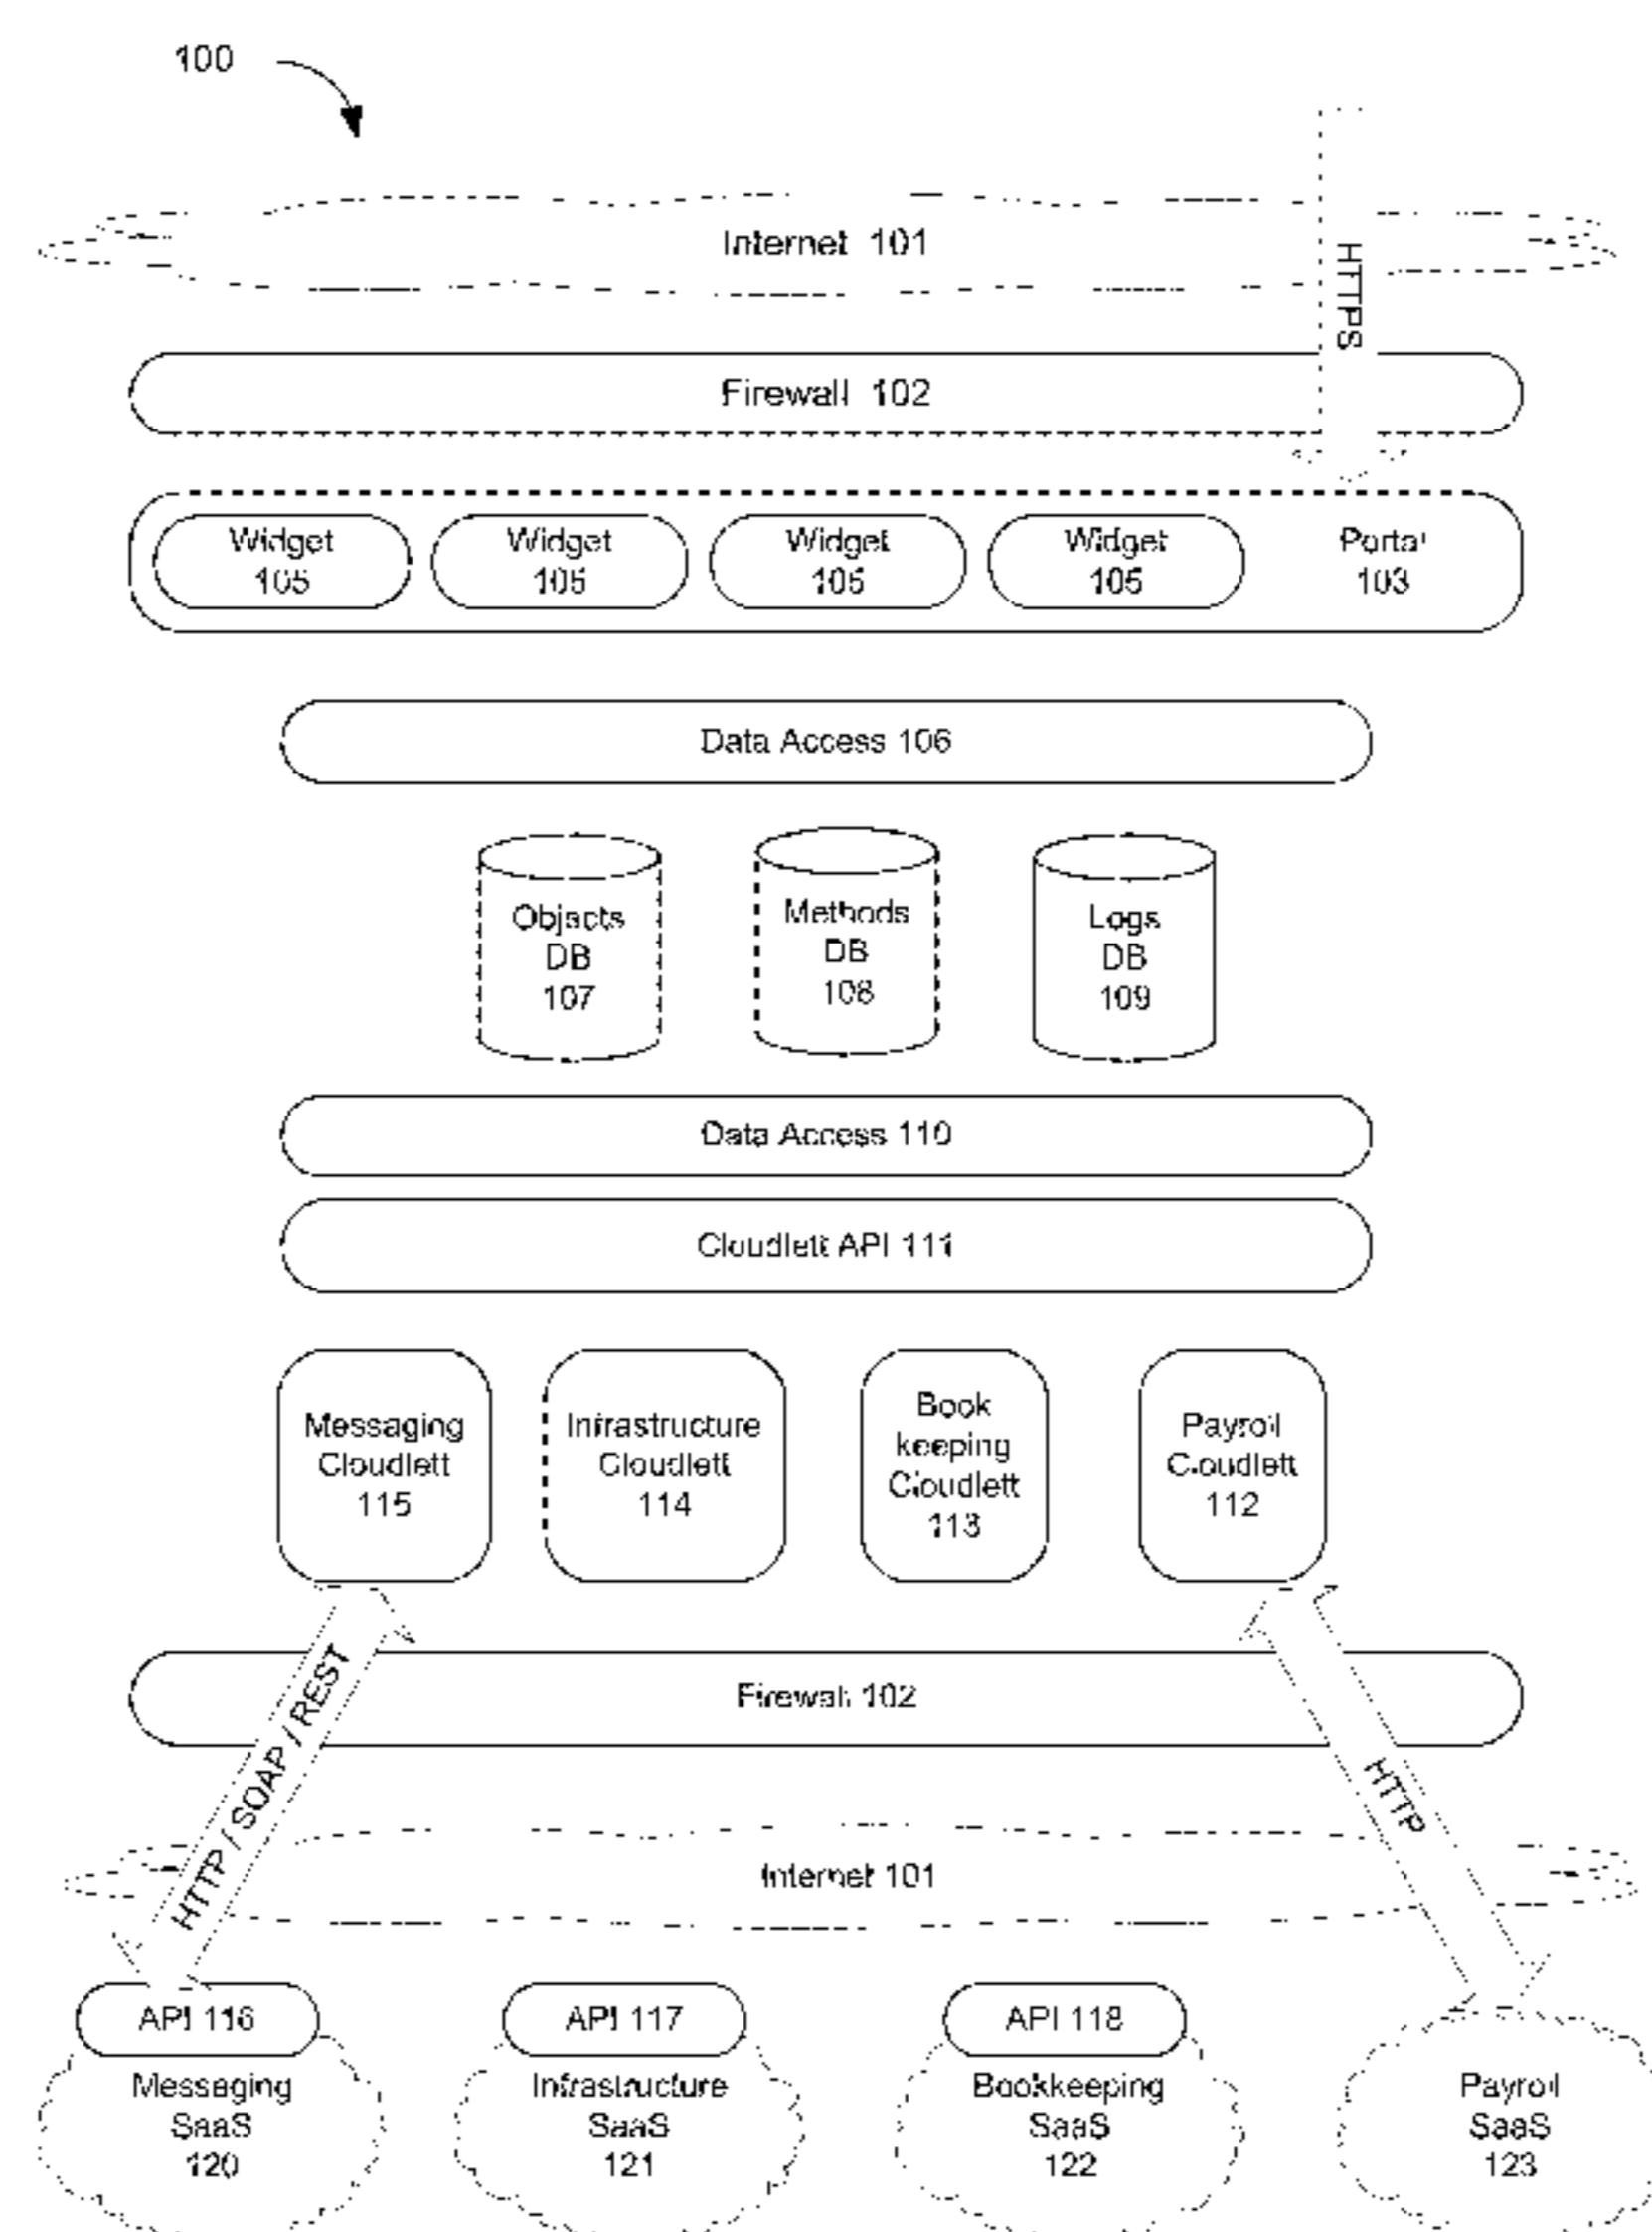 100
Internet 101
HTTPS
Firewall 102
Widget
105
Widget
105
Widget
105
Widget
105
Portal
103
Data Access 106
Objects
DB
107
Methods
DB
108
Logs
DB
109
Data Access 110
Cloudlett API 111
Messaging
Cloudlett
115
Infrastructure
Cloudlett
114
Book
keeping
Cloudlett
113
Payroll
Cloudlett
112
Firewall 102
HTTP / SOAP / REST
HTTP
Internet 101
API 116
Messaging
SaaS
120
API 117
Infrastructure
SaaS
121
API 118
Bookkeeping
SaaS
122
Payroll
SaaS
123